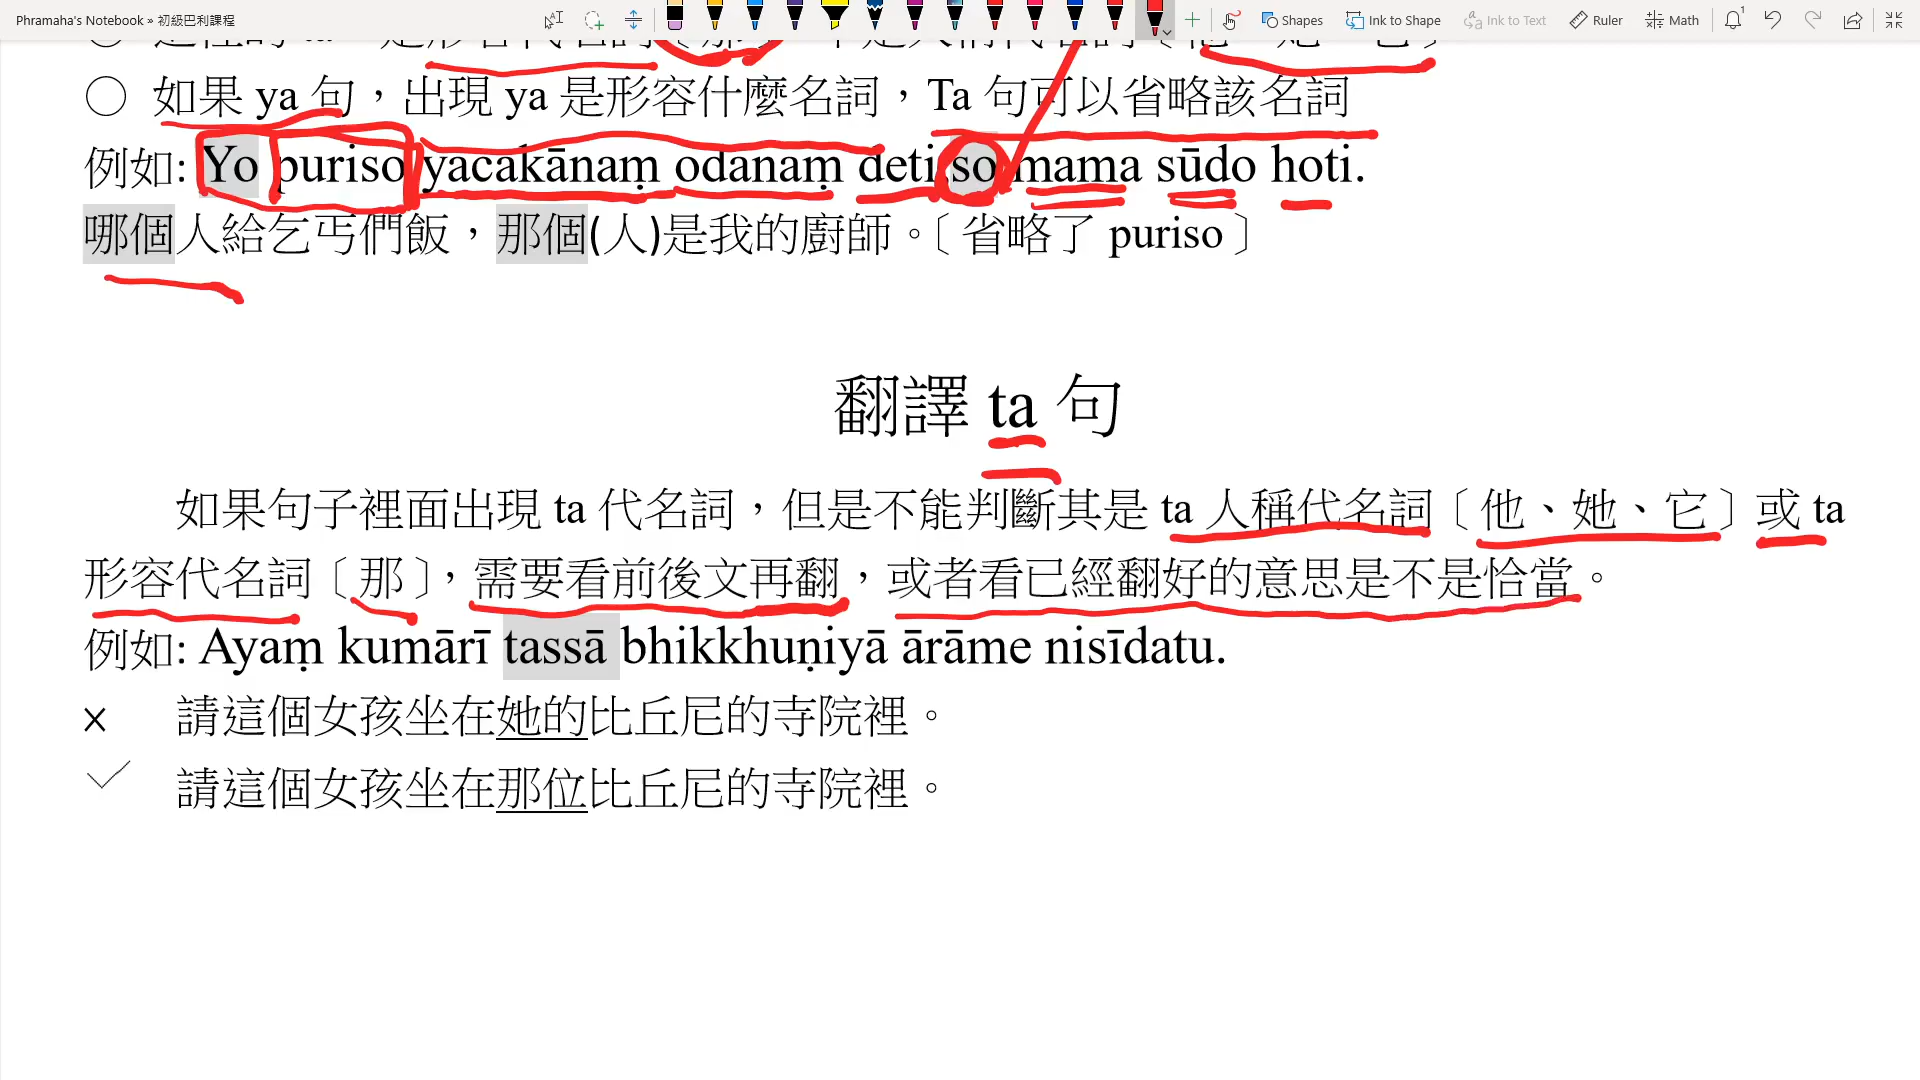 Phramaha's Notebook » 初級巴利課程
Shapes Ink to Shape Ink to Text Ruler Math 1
○ 如果 ya 句，出現 ya 是形容什麼名詞，Ta 句可以省略該名詞
例如: Yo puriso yacakānaṃ odanaṃ deti, so mama sūdo hoti.
哪個人給乞丐們飯，那個(人)是我的廚師。〔省略了 puriso〕
翻譯 ta 句
如果句子裡面出現 ta 代名詞，但是不能判斷其是 ta 人稱代名詞〔他、她、它〕或 ta
形容代名詞〔那〕，需要看前後文再翻，或者看已經翻好的意思是不是恰當。
例如: Ayaṃ kumārī tassā bhikkhuṇiyā ārāme nisīdatu.
× 請這個女孩坐在她的比丘尼的寺院裡。
✓ 請這個女孩坐在那位比丘尼的寺院裡。